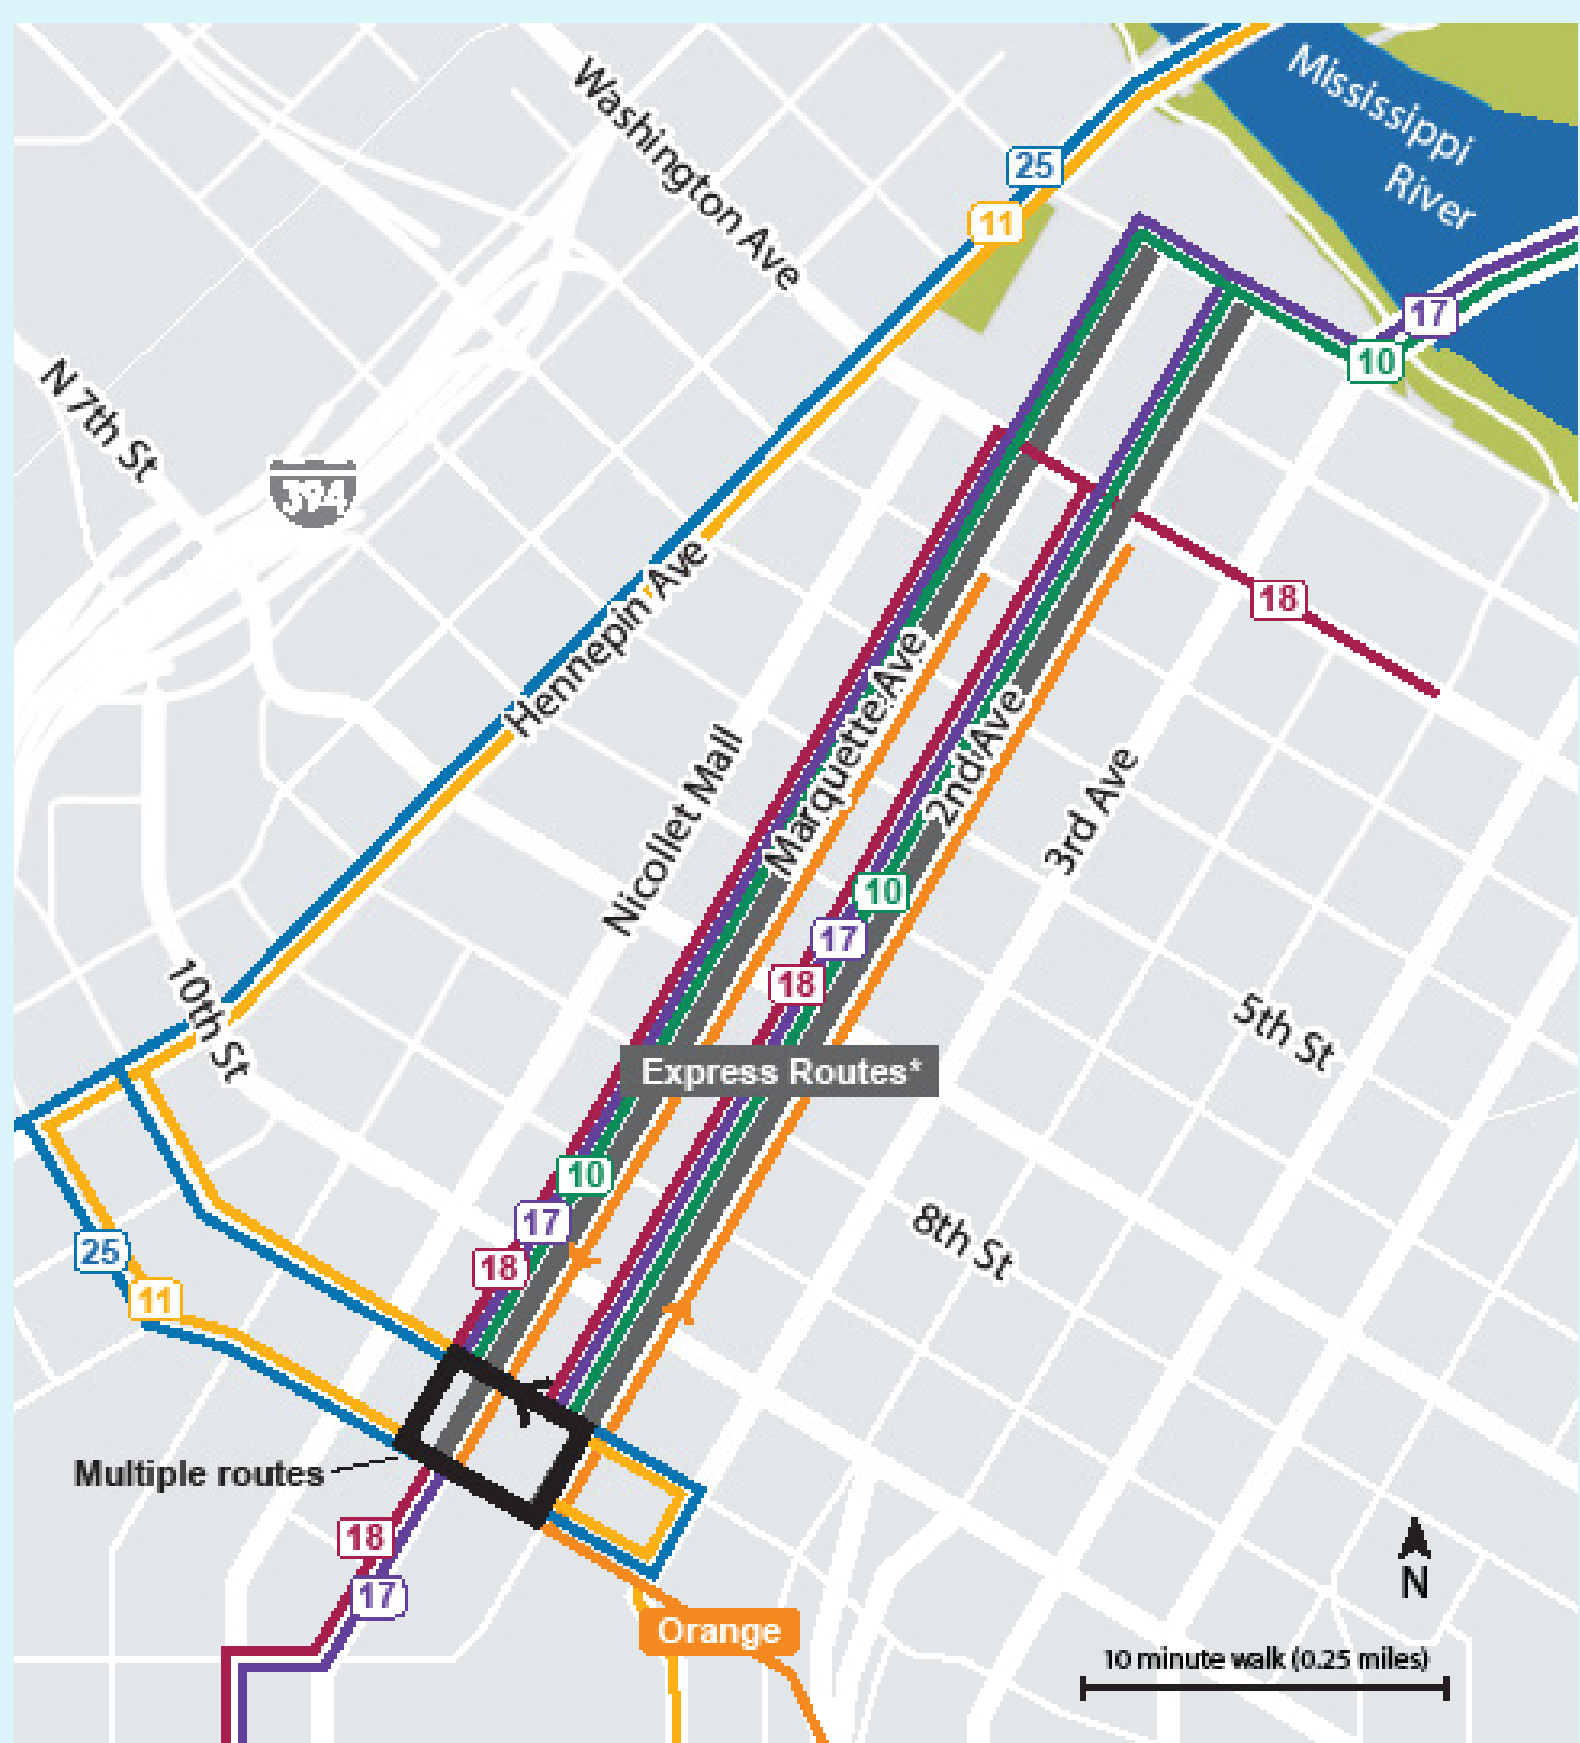 Mississippi
River
Washington Ave
25
11
17
10
N 7th St
394
18
Hennepin Ave
Marquette Ave
2nd Ave
Nicollet Mall
3rd Ave
10
17
18
10th St
5th St
Express Routes*
10
17
18
8th St
25
11
Multiple routes
18
17
Orange
N
10 minute walk (0.25 miles)